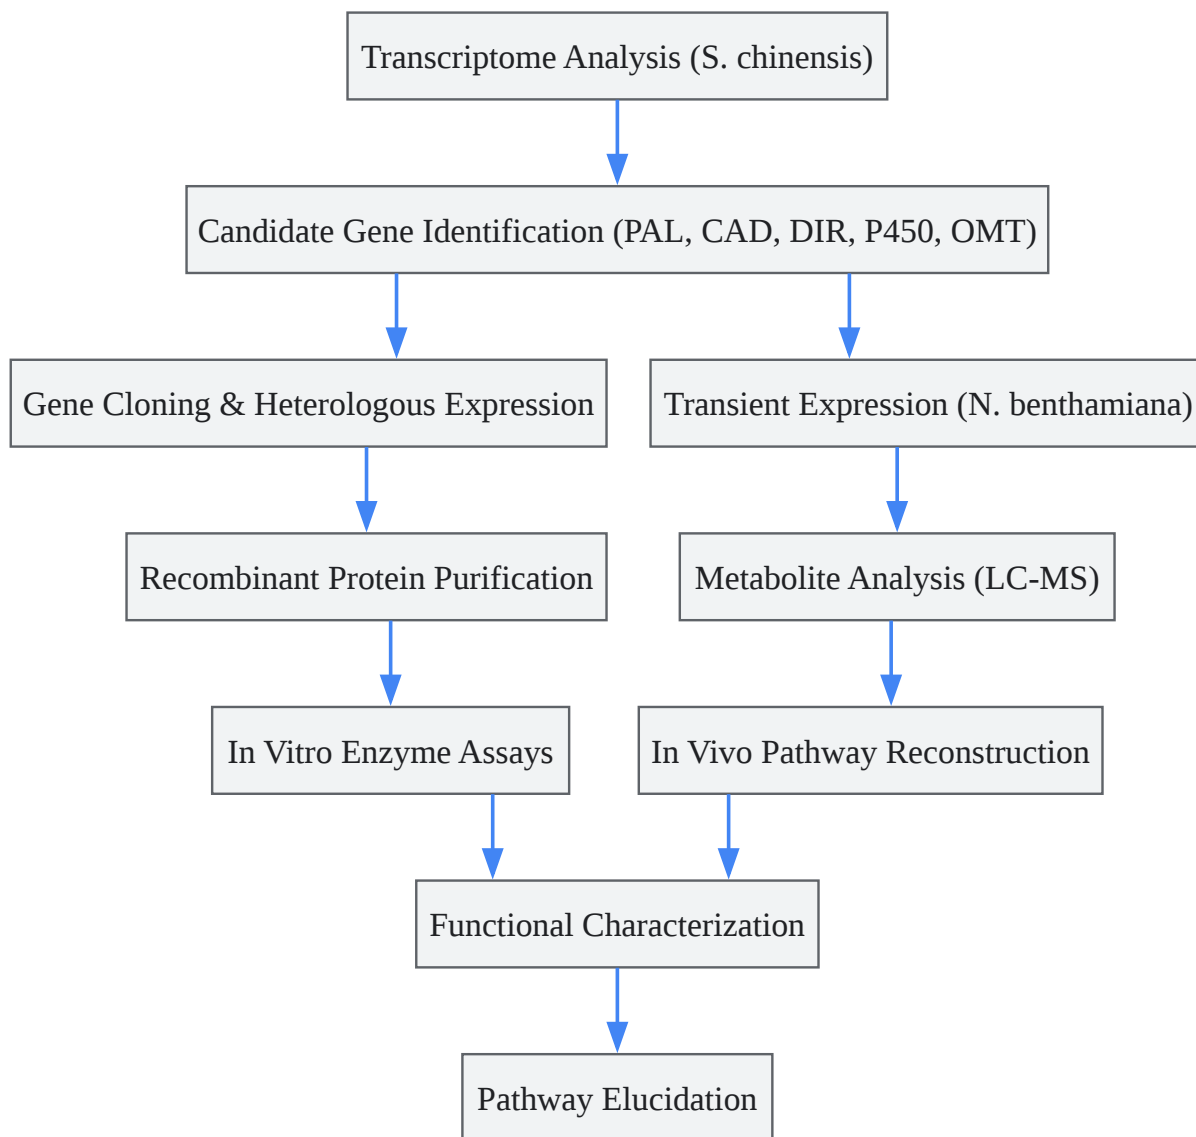 Transcriptome Analysis (S. chinensis)
Candidate Gene Identification (PAL, CAD, DIR, P450, OMT)
Gene Cloning & Heterologous Expression
Transient Expression (N. benthamiana)
Recombinant Protein Purification
Metabolite Analysis (LC-MS)
In Vitro Enzyme Assays
In Vivo Pathway Reconstruction
Functional Characterization
Pathway Elucidation